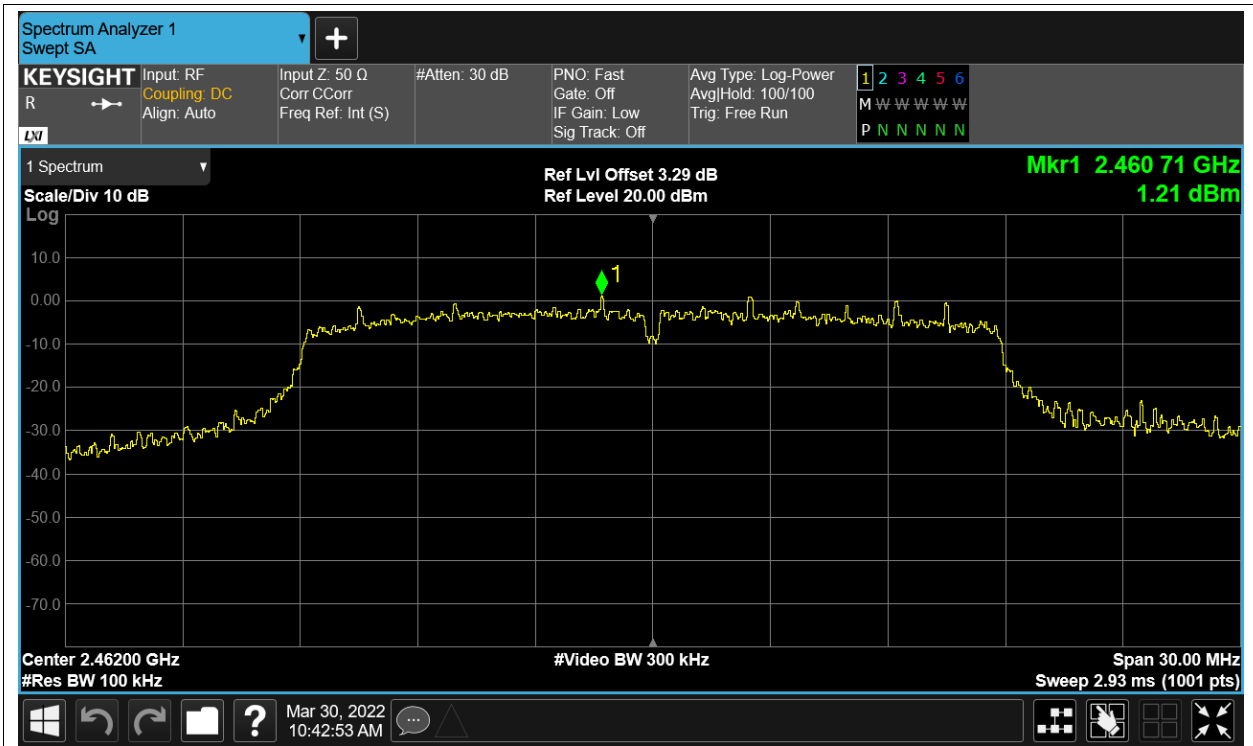 Spectrum Analyzer 1
Swept SA
KEYSIGHT
R
LXI
Input: RF
Coupling: DC
Align: Auto
Input Z: 50 Ω
Corr CCorr
Freq Ref: Int (S)
#Atten: 30 dB
PNO: Fast
Gate: Off
IF Gain: Low
Sig Track: Off
Avg Type: Log-Power
Avg|Hold: 100/100
Trig: Free Run
1 2 3 4 5 6
M W W W W W
P N N N N N
1 Spectrum
Scale/Div 10 dB
Ref Lvl Offset 3.29 dB
Ref Level 20.00 dBm
Mkr1 2.460 71 GHz
1.21 dBm
Log
10.0
0.00
-10.0
-20.0
-30.0
-40.0
-50.0
-60.0
-70.0
1
Center 2.46200 GHz
#Res BW 100 kHz
#Video BW 300 kHz
Span 30.00 MHz
Sweep 2.93 ms (1001 pts)
?
Mar 30, 2022
10:42:53 AM